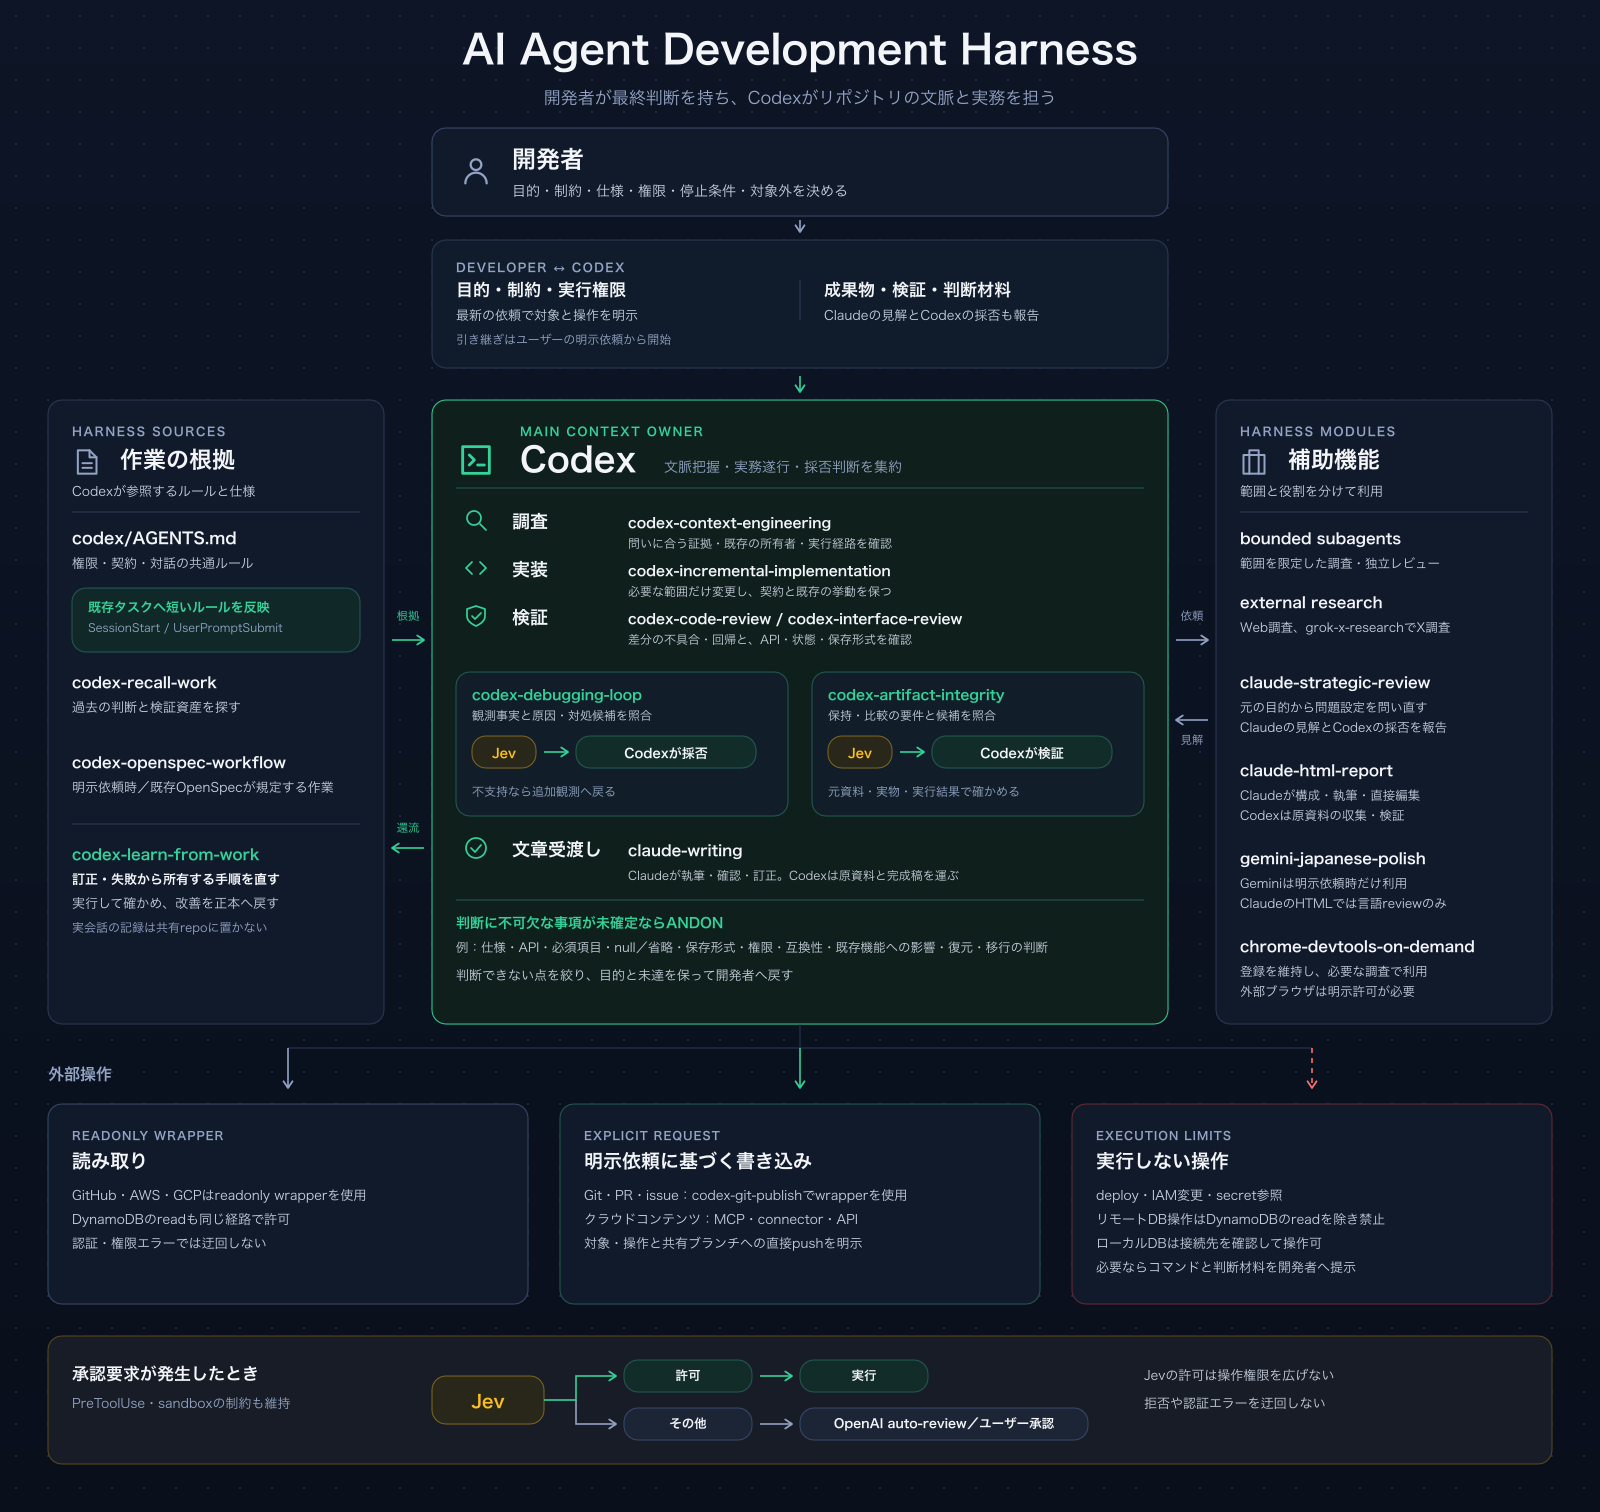 AI Agent Development Harness
開発者が最終判断を持ち、Codexがリポジトリの文脈と実務を担う
開発者
目的・制約・仕様・権限・停止条件・対象外を決める
DEVELOPER ↔ CODEX
目的・制約・実行権限
最新の依頼で対象と操作を明示
引き継ぎはユーザーの明示依頼から開始
成果物・検証・判断材料
Claudeの見解とCodexの採否も報告
HARNESS SOURCES
作業の根拠
Codexが参照するルールと仕様
codex/AGENTS.md
権限・契約・対話の共通ルール
既存タスクへ短いルールを反映
SessionStart / UserPromptSubmit
codex-recall-work
過去の判断と検証資産を探す
codex-openspec-workflow
明示依頼時／既存OpenSpecが規定する作業
codex-learn-from-work
訂正・失敗から所有する手順を直す
実行して確かめ、改善を正本へ戻す
実会話の記録は共有repoに置かない
根拠
還流
MAIN CONTEXT OWNER
Codex
文脈把握・実務遂行・採否判断を集約
調査
codex-context-engineering
問いに合う証拠・既存の所有者・実行経路を確認
実装
codex-incremental-implementation
必要な範囲だけ変更し、契約と既存の挙動を保つ
検証
codex-code-review / codex-interface-review
差分の不具合・回帰と、API・状態・保存形式を確認
codex-debugging-loop
観測事実と原因・対処候補を照合
Jev
Codexが採否
不支持なら追加観測へ戻る
codex-artifact-integrity
保持・比較の要件と候補を照合
Jev
Codexが検証
元資料・実物・実行結果で確かめる
文章受渡し
claude-writing
Claudeが執筆・確認・訂正。Codexは原資料と完成稿を運ぶ
判断に不可欠な事項が未確定ならANDON
例：仕様・API・必須項目・null／省略・保存形式・権限・互換性・既存機能への影響・復元・移行の判断
判断できない点を絞り、目的と未達を保って開発者へ戻す
依頼
見解
HARNESS MODULES
補助機能
範囲と役割を分けて利用
bounded subagents
範囲を限定した調査・独立レビュー
external research
Web調査、grok-x-researchでX調査
claude-strategic-review
元の目的から問題設定を問い直す
Claudeの見解とCodexの採否を報告
claude-html-report
Claudeが構成・執筆・直接編集
Codexは原資料の収集・検証
gemini-japanese-polish
Geminiは明示依頼時だけ利用
ClaudeのHTMLでは言語reviewのみ
chrome-devtools-on-demand
登録を維持し、必要な調査で利用
外部ブラウザは明示許可が必要
外部操作
READONLY WRAPPER
読み取り
GitHub・AWS・GCPはreadonly wrapperを使用
DynamoDBのreadも同じ経路で許可
認証・権限エラーでは迂回しない
EXPLICIT REQUEST
明示依頼に基づく書き込み
Git・PR・issue：codex-git-publishでwrapperを使用
クラウドコンテンツ：MCP・connector・API
対象・操作と共有ブランチへの直接pushを明示
EXECUTION LIMITS
実行しない操作
deploy・IAM変更・secret参照
リモートDB操作はDynamoDBのreadを除き禁止
ローカルDBは接続先を確認して操作可
必要ならコマンドと判断材料を開発者へ提示
承認要求が発生したとき
PreToolUse・sandboxの制約も維持
Jev
許可
実行
その他
OpenAI auto-review／ユーザー承認
Jevの許可は操作権限を広げない
拒否や認証エラーを迂回しない